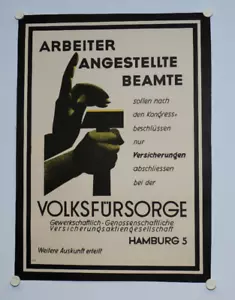 ARBEITER
ANGESTELLTE
BEAMTE
sollen nach
den Kongress-
beschlüssen
nur
Versicherungen
abschliessen
bei der
VOLKSFÜRSORGE
Gewerkschaftlich-Genossenschaftliche
Versicherungsaktiengesellschaft
HAMBURG 5
Weitere Auskunft erteilt